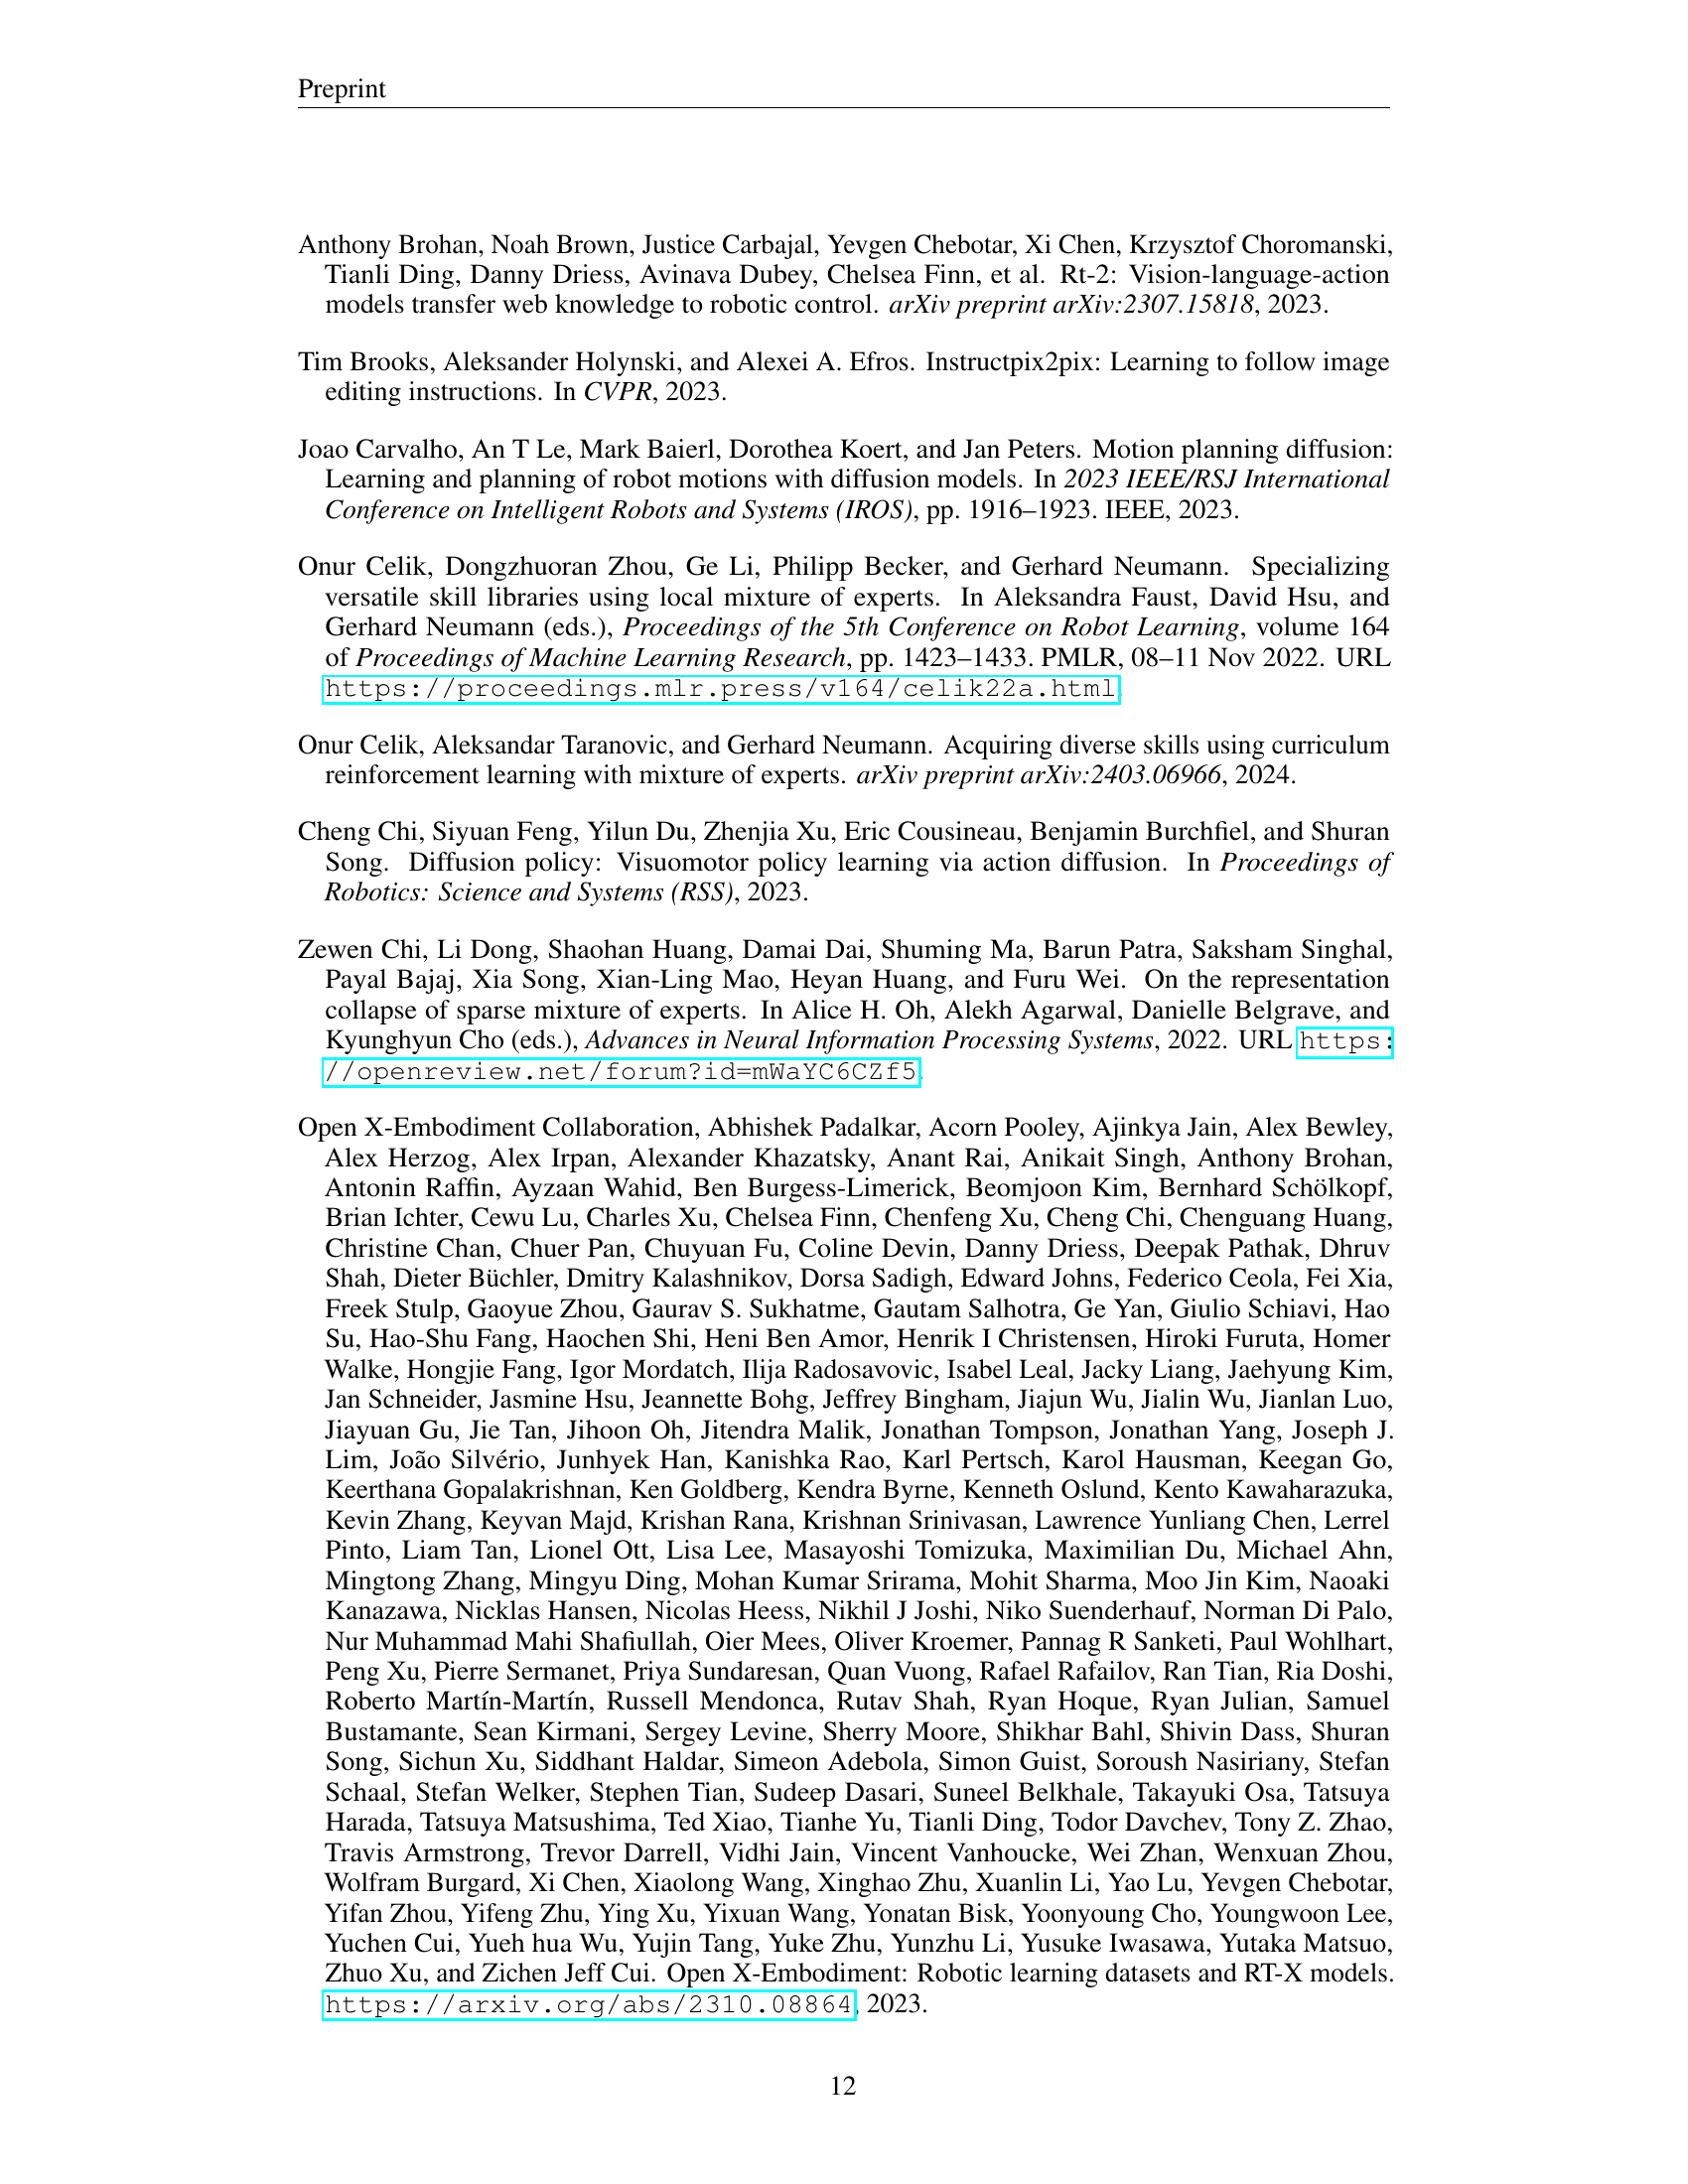 Preprint
Anthony Brohan, Noah Brown, Justice Carbajal, Yevgen Chebotar, Xi Chen, Krzysztof Choromanski,
Tianli Ding, Danny Driess, Avinava Dubey, Chelsea Finn, et al. Rt-2: Vision-language-action
models transfer web knowledge to robotic control. arXiv preprint arXiv:2307.15818, 2023.
Tim Brooks, Aleksander Holynski, and Alexei A. Efros. Instructpix2pix: Learning to follow image
editing instructions. In CVPR, 2023.
Joao Carvalho, An T Le, Mark Baierl, Dorothea Koert, and Jan Peters. Motion planning diffusion:
Learning and planning of robot motions with diffusion models. In 2023 IEEE/RSJ International
Conference on Intelligent Robots and Systems (IROS), pp. 1916–1923. IEEE, 2023.
Onur Celik, Dongzhuoran Zhou, Ge Li, Philipp Becker, and Gerhard Neumann. Specializing
versatile skill libraries using local mixture of experts. In Aleksandra Faust, David Hsu, and
Gerhard Neumann (eds.), Proceedings of the 5th Conference on Robot Learning, volume 164
of Proceedings of Machine Learning Research, pp. 1423–1433. PMLR, 08–11 Nov 2022. URL
https://proceedings.mlr.press/v164/celik22a.html.
Onur Celik, Aleksandar Taranovic, and Gerhard Neumann. Acquiring diverse skills using curriculum
reinforcement learning with mixture of experts. arXiv preprint arXiv:2403.06966, 2024.
Cheng Chi, Siyuan Feng, Yilun Du, Zhenjia Xu, Eric Cousineau, Benjamin Burchfiel, and Shuran
Song. Diffusion policy: Visuomotor policy learning via action diffusion. In Proceedings of
Robotics: Science and Systems (RSS), 2023.
Zewen Chi, Li Dong, Shaohan Huang, Damai Dai, Shuming Ma, Barun Patra, Saksham Singhal,
Payal Bajaj, Xia Song, Xian-Ling Mao, Heyan Huang, and Furu Wei. On the representation
collapse of sparse mixture of experts. In Alice H. Oh, Alekh Agarwal, Danielle Belgrave, and
Kyunghyun Cho (eds.), Advances in Neural Information Processing Systems, 2022. URL https:
//openreview.net/forum?id=mWaYC6CZf5.
Open X-Embodiment Collaboration, Abhishek Padalkar, Acorn Pooley, Ajinkya Jain, Alex Bewley,
Alex Herzog, Alex Irpan, Alexander Khazatsky, Anant Rai, Anikait Singh, Anthony Brohan,
Antonin Raffin, Ayzaan Wahid, Ben Burgess-Limerick, Beomjoon Kim, Bernhard Schölkopf,
Brian Ichter, Cewu Lu, Charles Xu, Chelsea Finn, Chenfeng Xu, Cheng Chi, Chenguang Huang,
Christine Chan, Chuer Pan, Chuyuan Fu, Coline Devin, Danny Driess, Deepak Pathak, Dhruv
Shah, Dieter Büchler, Dmitry Kalashnikov, Dorsa Sadigh, Edward Johns, Federico Ceola, Fei Xia,
Freek Stulp, Gaoyue Zhou, Gaurav S. Sukhatme, Gautam Salhotra, Ge Yan, Giulio Schiavi, Hao
Su, Hao-Shu Fang, Haochen Shi, Heni Ben Amor, Henrik I Christensen, Hiroki Furuta, Homer
Walke, Hongjie Fang, Igor Mordatch, Ilija Radosavovic, Isabel Leal, Jacky Liang, Jaehyung Kim,
Jan Schneider, Jasmine Hsu, Jeannette Bohg, Jeffrey Bingham, Jiajun Wu, Jialin Wu, Jianlan Luo,
Jiayuan Gu, Jie Tan, Jihoon Oh, Jitendra Malik, Jonathan Tompson, Jonathan Yang, Joseph J.
Lim, João Silvério, Junhyek Han, Kanishka Rao, Karl Pertsch, Karol Hausman, Keegan Go,
Keerthana Gopalakrishnan, Ken Goldberg, Kendra Byrne, Kenneth Oslund, Kento Kawaharazuka,
Kevin Zhang, Keyvan Majd, Krishan Rana, Krishnan Srinivasan, Lawrence Yunliang Chen, Lerrel
Pinto, Liam Tan, Lionel Ott, Lisa Lee, Masayoshi Tomizuka, Maximilian Du, Michael Ahn,
Mingtong Zhang, Mingyu Ding, Mohan Kumar Srirama, Mohit Sharma, Moo Jin Kim, Naoaki
Kanazawa, Nicklas Hansen, Nicolas Heess, Nikhil J Joshi, Niko Suenderhauf, Norman Di Palo,
Nur Muhammad Mahi Shafiullah, Oier Mees, Oliver Kroemer, Pannag R Sanketi, Paul Wohlhart,
Peng Xu, Pierre Sermanet, Priya Sundaresan, Quan Vuong, Rafael Rafailov, Ran Tian, Ria Doshi,
Roberto Martín-Martín, Russell Mendonca, Rutav Shah, Ryan Hoque, Ryan Julian, Samuel
Bustamante, Sean Kirmani, Sergey Levine, Sherry Moore, Shikhar Bahl, Shivin Dass, Shuran
Song, Sichun Xu, Siddhant Haldar, Simeon Adebola, Simon Guist, Soroush Nasiriany, Stefan
Schaal, Stefan Welker, Stephen Tian, Sudeep Dasari, Suneel Belkhale, Takayuki Osa, Tatsuya
Harada, Tatsuya Matsushima, Ted Xiao, Tianhe Yu, Tianli Ding, Todor Davchev, Tony Z. Zhao,
Travis Armstrong, Trevor Darrell, Vidhi Jain, Vincent Vanhoucke, Wei Zhan, Wenxuan Zhou,
Wolfram Burgard, Xi Chen, Xiaolong Wang, Xinghao Zhu, Xuanlin Li, Yao Lu, Yevgen Chebotar,
Yifan Zhou, Yifeng Zhu, Ying Xu, Yixuan Wang, Yonatan Bisk, Yoonyoung Cho, Youngwoon Lee,
Yuchen Cui, Yueh hua Wu, Yujin Tang, Yuke Zhu, Yunzhu Li, Yusuke Iwasawa, Yutaka Matsuo,
Zhuo Xu, and Zichen Jeff Cui. Open X-Embodiment: Robotic learning datasets and RT-X models.
https://arxiv.org/abs/2310.08864, 2023.
12